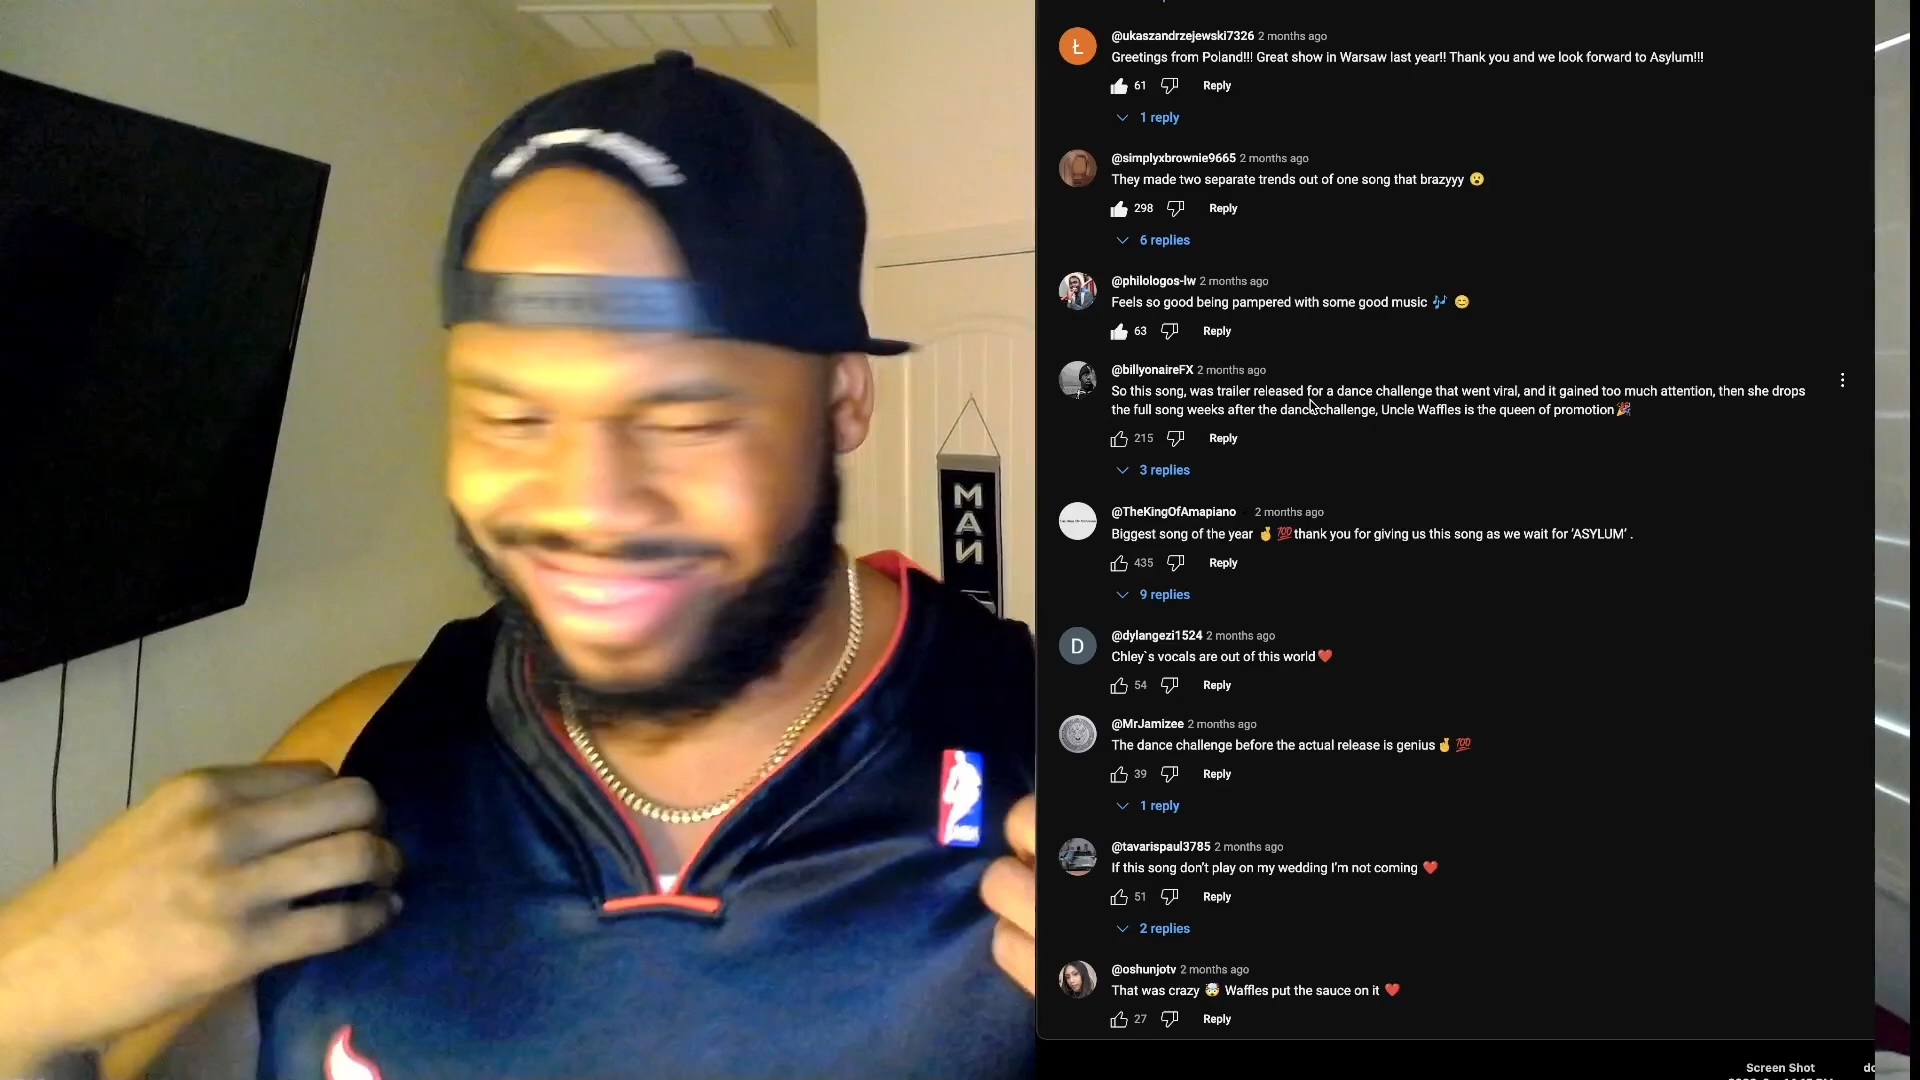 Ł
@ukaszandrzejewski7326 2 months ago
Greetings from Poland!!! Great show in Warsaw last year!! Thank you and we look forward to Asylum!!!
61 Reply
1 reply
@simplyxbrownie9665 2 months ago
They made two separate trends out of one song that brazyyy 😮
298 Reply
6 replies
@philologos-lw 2 months ago
Feels so good being pampered with some good music 🎶 😊
63 Reply
@billyonaireFX 2 months ago
So this song, was trailer released for a dance challenge that went viral, and it gained too much attention, then she drops
the full song weeks after the dance challenge, Uncle Waffles is the queen of promotion🎉
215 Reply
3 replies
@TheKingOfAmapiano 2 months ago
Biggest song of the year 🤞💯thank you for giving us this song as we wait for ‘ASYLUM’ .
435 Reply
9 replies
D
@dylangezi1524 2 months ago
Chley`s vocals are out of this world❤️
54 Reply
@MrJamizee 2 months ago
The dance challenge before the actual release is genius🤞💯
39 Reply
1 reply
@tavarispaul3785 2 months ago
If this song don’t play on my wedding I’m not coming ❤️
51 Reply
2 replies
@oshunjotv 2 months ago
That was crazy 🤯 Waffles put the sauce on it ❤️
27 Reply
MAN
Screen Shot